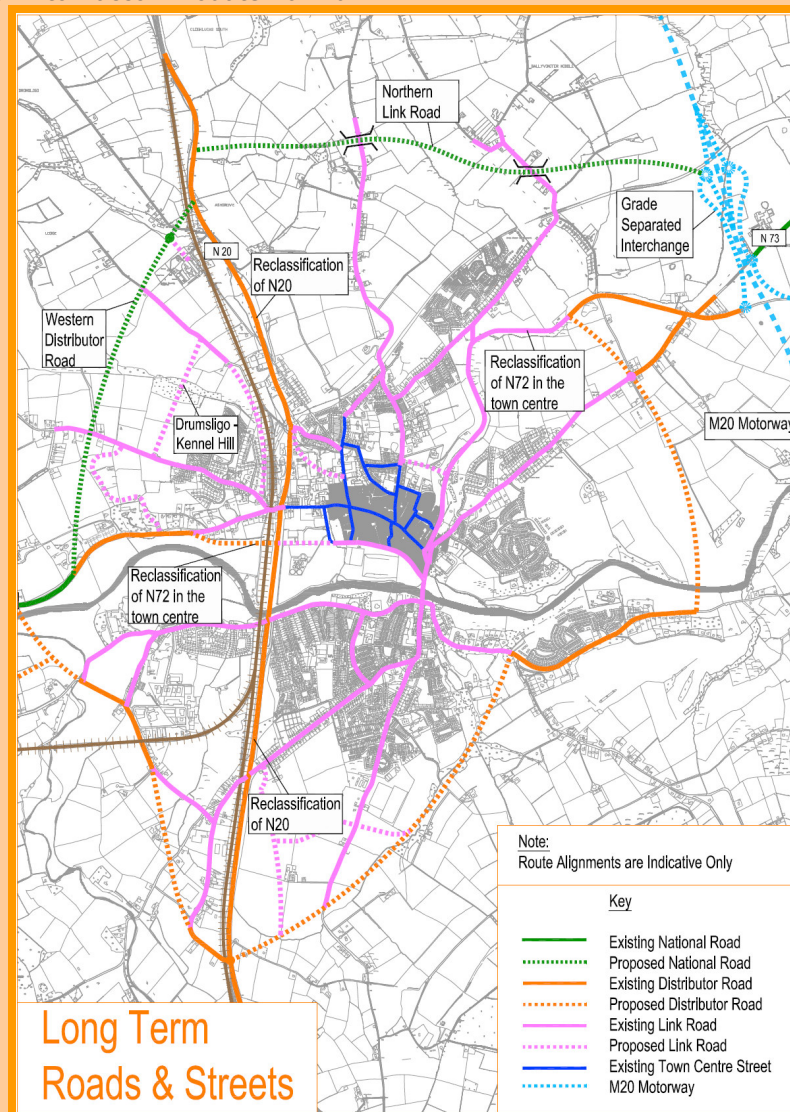 Northern
Link Road
Grade
Separated
Interchange
N 73
N 20
Reclassification
of N20
Western
Distributor
Road
Reclassification
of N72 in the
town centre
Drumsligo -
Kennel Hill
M20 Motorway
Reclassification
of N72 in the
town centre
Reclassification
of N20
Note:
Route Alignments are Indicative Only
Key
Existing National Road
Proposed National Road
Existing Distributor Road
Proposed Distributor Road
Existing Link Road
Proposed Link Road
Existing Town Centre Street
M20 Motorway
Long Term
Roads & Streets